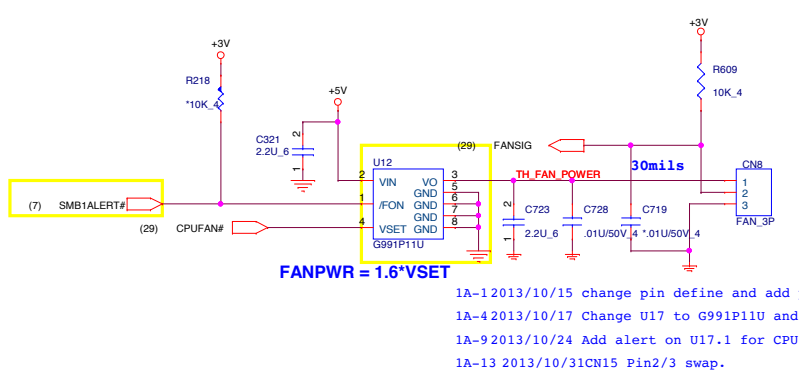 +3V
+3V
R218
*10K_4
R609
10K_4
+5V
C321
2.2U_6
2
1
(29) FANSIG
30mils
CN8
1
2
3
FAN_3P
U12
2 VIN VO 3
GND 5
1 /FON GND 6
GND 7
4 VSET GND 8
G991P11U
TH_FAN_POWER
(7) SMB1ALERT#
(29) CPUFAN#
2
1
C723
2.2U_6
C728
.01U/50V_4
C719
*.01U/50V_4
FANPWR = 1.6*VSET
1A-1 2013/10/15 change pin define and add
1A-4 2013/10/17 Change U17 to G991P11U and
1A-9 2013/10/24 Add alert on U17.1 for CPU
1A-13 2013/10/31CN15 Pin2/3 swap.